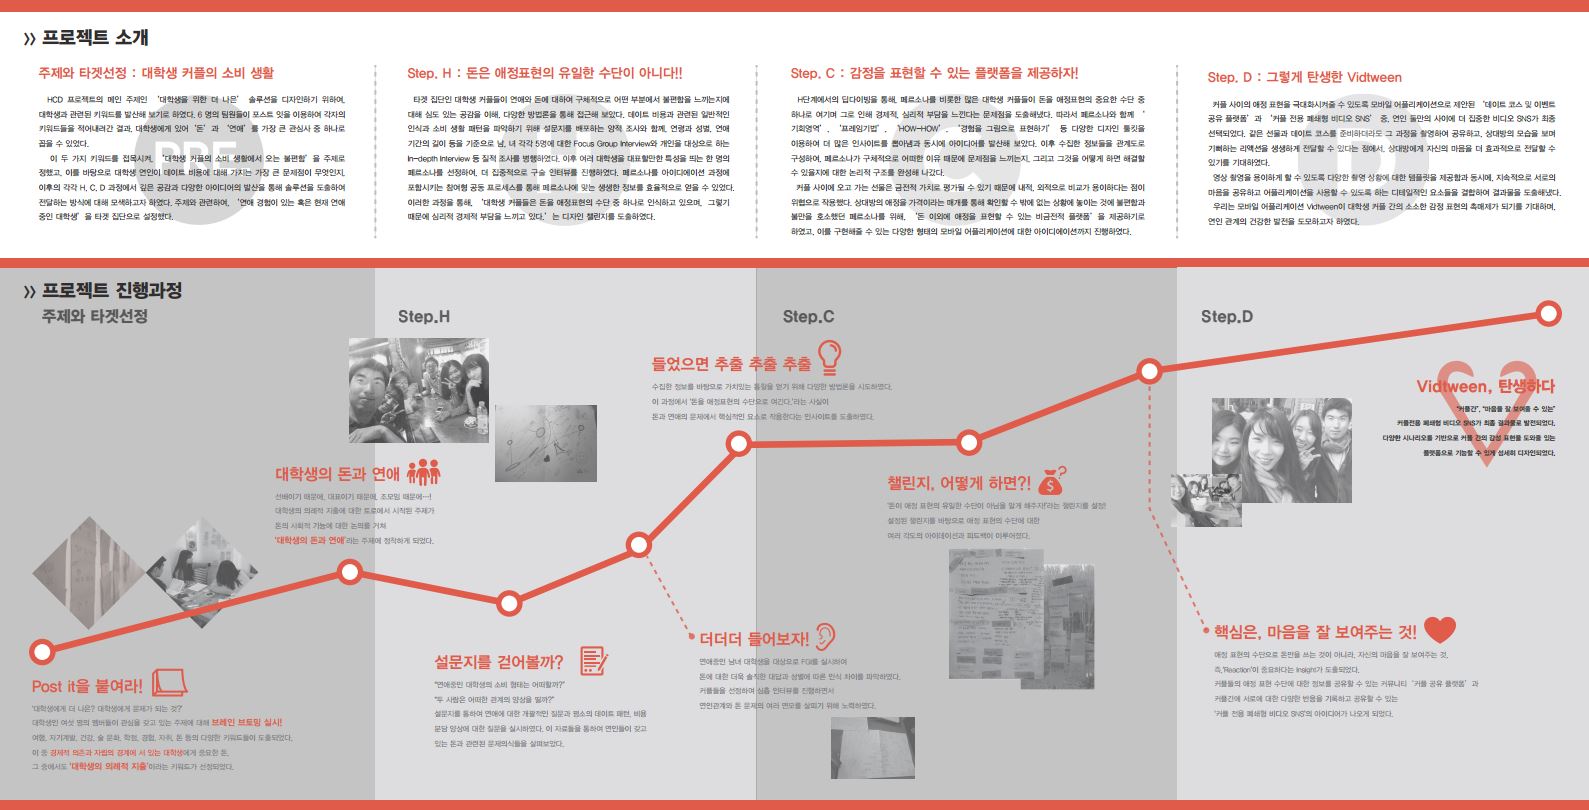 프로젝트 소개
주제와 타겟선정 : 대학생 커플의 소비 생활
PRE
HCD 프로젝트의 메인 주제인 '대학생을 위한 더 나은' 솔루션을 디자인하기 위하여,
대학생과 관련된 키워드를 발산해 보기로 하였다. 6 명의 팀원들이 포스트 잇을 이용하여 각자의
키워드들을 적어내려간 결과, 대학생에게 있어 '돈' 과 '연애' 를 가장 큰 관심사 중 하나로
꼽을 수 있었다.
이 두 가지 키워드를 접목시켜, '대학생 커플의 소비 생활에서 오는 불편함' 을 주제로
정했고, 이를 바탕으로 대학생 연인이 데이트 비용에 대해 가지는 가장 큰 문제점이 무엇인지,
이후의 각각 H, C, D 과정에서 깊은 공감과 다양한 아이디어의 발산을 통해 솔루션을 도출하여
전달하는 방식에 대해 모색하고자 하였다. 주제와 관련하여, '연애 경험이 있는 혹은 현재 연애
중인 대학생' 을 타겟 집단으로 설정했다.
Step. H : 돈은 애정표현의 유일한 수단이 아니다!!
타겟 집단인 대학생 커플들이 연애와 돈에 대하여 구체적으로 어떤 부분에서 불편함을 느끼는지에
대해 심도 있는 공감을 이해, 다양한 방법론을 통해 접근해 보았다. 데이트 비용과 관련된 일반적인
인식과 소비 생활 패턴을 파악하기 위해 설문지를 배포하는 양적 조사와 함께, 연령과 성별, 연애
기간의 길이 등을 기준으로 남, 녀 각각 5명에 대한 Focus Group Interview와 개인을 대상으로 하는
In-depth Interview 등 질적 조사를 병행하였다. 이후 여러 대학생을 대표할만한 특성을 띄는 한 명의
페르소나를 선정하여, 더 집중적으로 구술 인터뷰를 진행하였다. 페르소나를 아이디에이션 과정에
포함시키는 참여형 공동 프로세스를 통해 페르소나에 맞는 생생한 정보를 효율적으로 얻을 수 있었다.
이러한 과정을 통해, '대학생 커플들은 돈을 애정표현의 수단 중 하나로 인식하고 있으며, 그렇기
때문에 심리적 경제적 부담을 느끼고 있다.' 는 디자인 챌린지를 도출하였다.
Step. C : 감정을 표현할 수 있는 플랫폼을 제공하자!
C
H단계에서의 딥다이빙을 통해, 페르소나를 비롯한 많은 대학생 커플들이 돈을 애정표현의 중요한 수단 중
하나로 여기며 그로 인해 경제적, 심리적 부담을 느낀다는 문제점을 도출해냈다. 따라서 페르소나와 함께 '
기회영역', '프레임기법', 'HOW-HOW', '경험을 그림으로 표현하기' 등 다양한 디자인 툴킷을
이용하여 더 많은 인사이트를 뽑아냄과 동시에 아이디어를 발산해 보았다. 이후 수집한 정보들을 관계도로
구성하여, 페르소나가 구체적으로 어떠한 이유 때문에 문제점을 느끼는지, 그리고 그것을 어떻게 하면 해결할
수 있을지에 대한 논리적 구조를 완성해 나갔다.
커플 사이에 오고 가는 선물은 금전적 가치로 평가될 수 있기 때문에 내적, 외적으로 비교가 용이하다는 점이
위협으로 작용했다. 상대방의 애정을 가격이라는 매개를 통해 확인할 수 밖에 없는 상황에 놓이는 것에 불편함과
불만을 호소했던 페르소나를 위해, '돈 이외에 애정을 표현할 수 있는 비금전적 플랫폼' 을 제공하기로
하였고, 이를 구현해줄 수 있는 다양한 형태의 모바일 어플리케이션에 대한 아이디에이션까지 진행하였다.
Step. D : 그렇게 탄생한 Vidtween
D
커플 사이의 애정 표현을 극대화시켜줄 수 있도록 모바일 어플리케이션으로 제안된 '데이트 코스 및 이벤트
공유 플랫폼' 과 '커플 전용 폐쇄형 비디오 SNS' 중, 연인 둘만의 사이에 더 집중한 비디오 SNS가 최종
선택되었다. 같은 선물과 데이트 코스를 준비하더라도 그 과정을 촬영하여 공유하고, 상대방의 모습을 보며
기뻐하는 리액션을 생생하게 전달할 수 있다는 점에서, 상대방에게 자신의 마음을 더 효과적으로 전달할 수
있기를 기대하였다.
영상 촬영을 용이하게 할 수 있도록 다양한 촬영 상황에 대한 템플릿을 제공함과 동시에, 지속적으로 서로의
마음을 공유하고 어플리케이션을 사용할 수 있도록 하는 디테일적인 요소들을 결합하여 결과물을 도출해냈다.
우리는 모바일 어플리케이션 Vidtween이 대학생 커플 간의 소소한 감정 표현의 촉매제가 되기를 기대하며,
연인 관계의 건강한 발전을 도모하고자 하였다.
프로젝트 진행과정
주제와 타겟선정
Step.H
Step.C
Step.D
Post it을 붙여라!
'대학생에게 더 나은? 대학생에게 문제가 되는 것?'
대학생인 여섯 명의 멤버들이 관심을 갖고 있는 주제에 대해 브레인 브토밍 실시!
여행, 자기계발, 건강, 술 문화, 학점, 경험, 자취, 돈 등의 다양한 키워드들이 도출되었다.
이 중 경제적 의존과 자립의 경계에 서 있는 대학생에게 중요한 돈,
그 중에서도 '대학생의 의례적 지출'이라는 키워드가 선정되었다.
대학생의 돈과 연애
선배이기 때문에, 대표이기 때문에, 조모임 때문에…!
대학생의 의례적 지출에 대한 토로에서 시작된 주제가
돈의 사회적 기능에 대한 논의를 거쳐
'대학생의 돈과 연애'라는 주제에 정착하게 되었다.
설문지를 걷어볼까?
"연애중인 대학생의 소비 형태는 어떠할까?"
"두 사람은 어떠한 관계의 양상을 띌까?"
설문지를 통하여 연애에 대한 개괄적인 질문과 평소의 데이트 패턴, 비용
분담 양상에 대한 질문을 실시하였다. 이 자료들을 통하여 연인들이 갖고
있는 돈과 관련된 문제의식들을 살펴보았다.
더더더 들어보자!
연애중인 남녀 대학생을 대상으로 FGI를 실시하여
돈에 대한 더욱 솔직한 대답과 성별에 따른 인식 차이를 파악하였다.
커플들을 선정하여 심층 인터뷰를 진행하면서
연인관계와 돈 문제의 여러 면모를 살피기 위해 노력하였다.
들었으면 추출 추출 추출
수집한 정보를 바탕으로 가치있는 통찰을 얻기 위해 다양한 방법론을 시도하였다.
이 과정에서 '돈을 애정표현의 수단으로 여긴다.'라는 사실이
돈과 연애의 문제에서 핵심적인 요소로 작용한다는 인사이트를 도출하였다.
챌린지, 어떻게 하면?!
'돈이 애정 표현의 유일한 수단이 아님을 알게 해주자!'라는 챌린지를 설정!
설정된 챌린지를 바탕으로 애정 표현의 수단에 대한
여러 각도의 아이데이션과 피드백이 이루어졌다.
핵심은, 마음을 잘 보여주는 것!
애정 표현의 수단으로 돈만을 쓰는 것이 아니라, 자신의 마음을 잘 보여주는 것,
즉,'Reaction'이 중요하다는 Insight가 도출되었다.
커플들의 애정 표현 수단에 대한 정보를 공유할 수 있는 커뮤니티 '커플 공유 플랫폼' 과
커플간에 서로에 대한 다양한 반응을 기록하고 공유할 수 있는
'커플 전용 폐쇄형 비디오 SNS'의 아이디어가 나오게 되었다.
Vidtween, 탄생하다
"커플간", "마음을 잘 보여줄 수 있는"
커플전용 폐쇄형 비디오 SNS가 최종 결과물로 발전되었다.
다양한 시나리오를 기반으로 커플 간의 감성 표현을 도와줄 있는
플랫폼으로 기능할 수 있게 섬세히 디자인되었다.